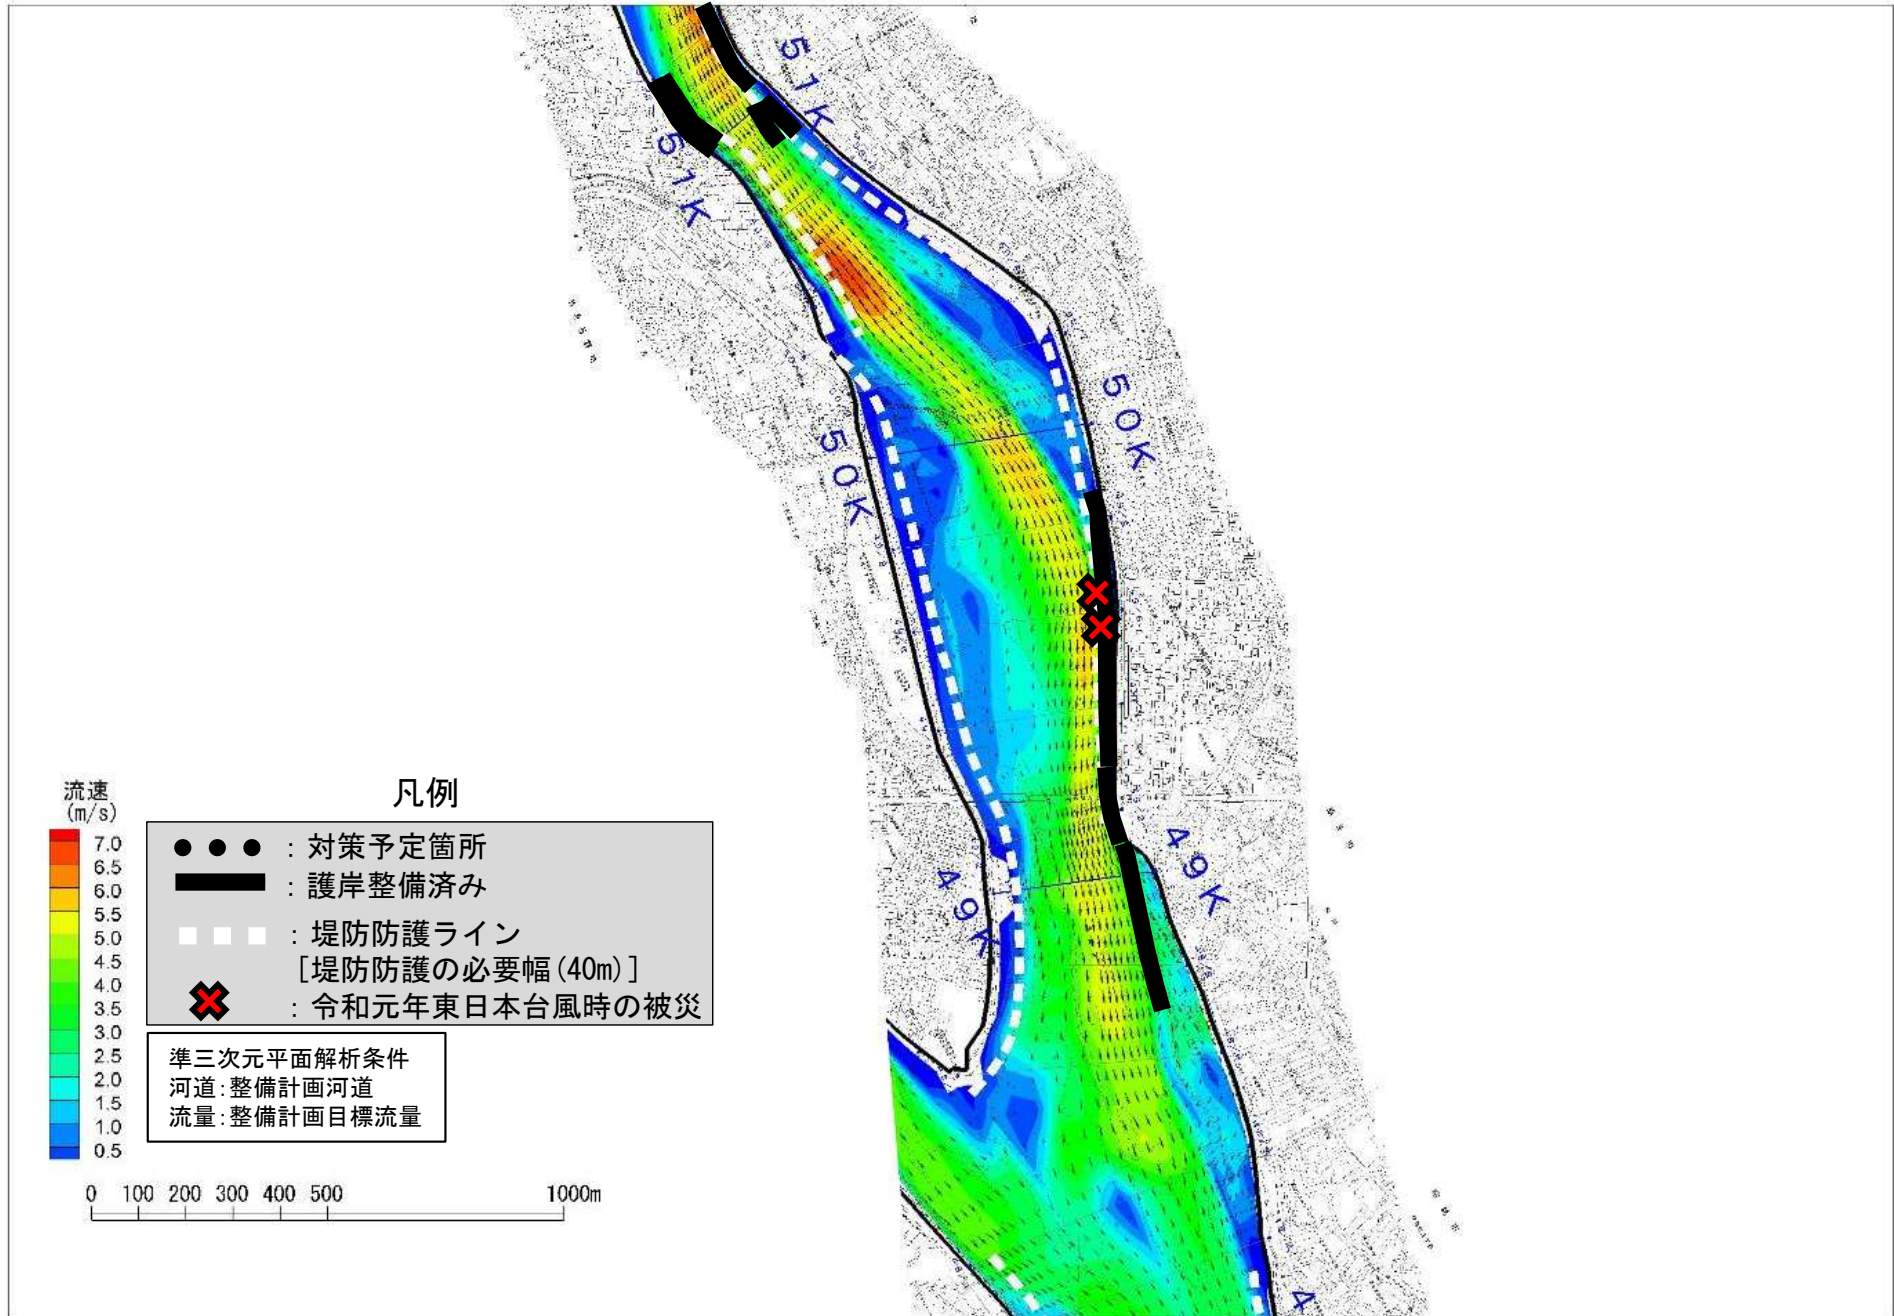 51K
51K
50K
50K
49K
49K
4
流速
(m/s)
7.0
6.5
6.0
5.5
5.0
4.5
4.0
3.5
3.0
2.5
2.0
1.5
1.0
0.5
凡例
：対策予定箇所
：護岸整備済み
：堤防防護ライン
[堤防防護の必要幅(40m)]
：令和元年東日本台風時の被災
準三次元平面解析条件
河道：整備計画河道
流量：整備計画目標流量
0 100 200 300 400 500 1000m